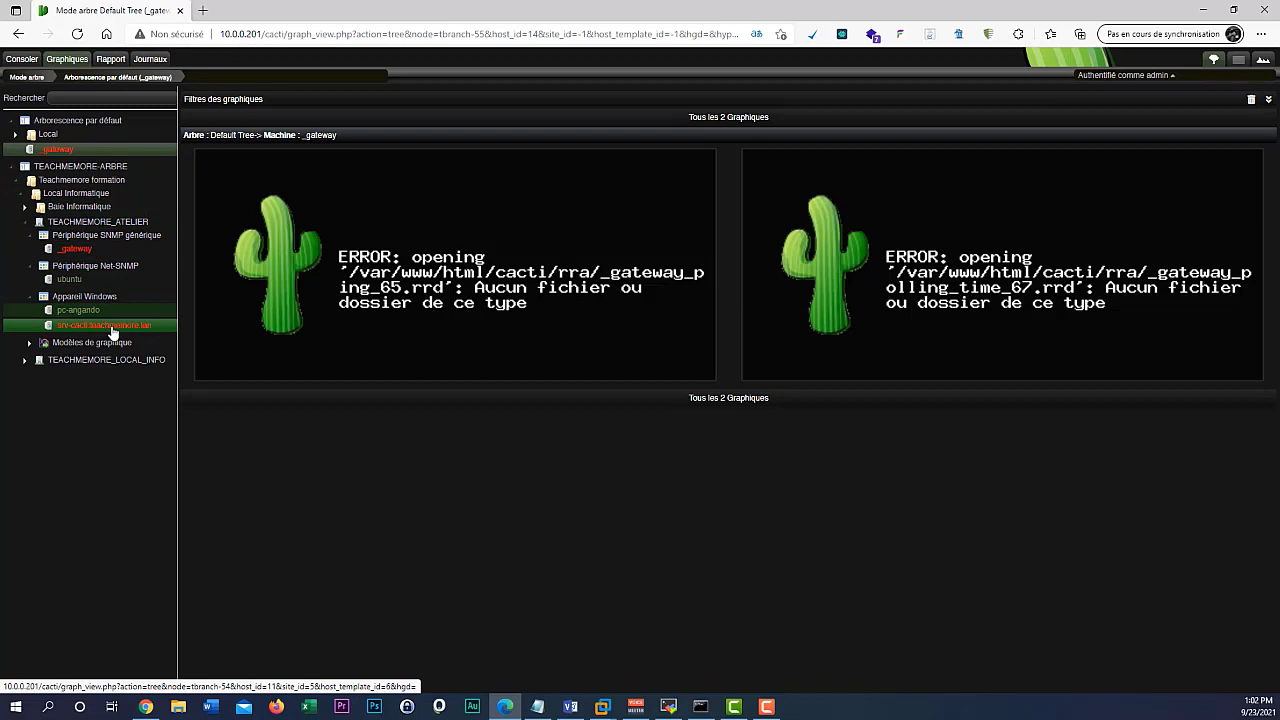 Mode arbre Default Tree (_gatew
Non sécurisé
10.0.0.201/cacti/graph_view.php?action=tree&node=tbranch-55&host_id=14&site_id=-1&host_template_id=-1&hgd=&hyp...
Pas en cours de synchronisation
Consoler
Graphiques
Rapport
Journaux
Mode arbre
Arborescence par défaut (_gateway)
Authentifié comme admin
Rechercher
Filtres des graphiques
Tous les 2 Graphiques
Arbre : Default Tree-> Machine : _gateway
Arborescence par défaut
Local
_gateway
TEACHMEMORE-ARBRE
Teachmemore formation
Local Informatique
Baie Informatique
TEACHMEMORE_ATELIER
Périphérique SNMP générique
_gateway
Périphérique Net-SNMP
ubuntu
Appareil Windows
pc-angando
srv-cacti.teachmemore.lan
Modèles de graphique
TEACHMEMORE_LOCAL_INFO
ERROR: opening
'/var/www/html/cacti/rra/_gateway_p
ing_65.rrd': Aucun fichier ou
dossier de ce type
ERROR: opening
'/var/www/html/cacti/rra/_gateway_p
olling_time_67.rrd': Aucun fichier
ou dossier de ce type
Tous les 2 Graphiques
10.0.0.201/cacti/graph_view.php?action=tree&node=tbranch-54&host_id=11&site_id=5&host_template_id=6&hgd=
1:02 PM
9/23/2021